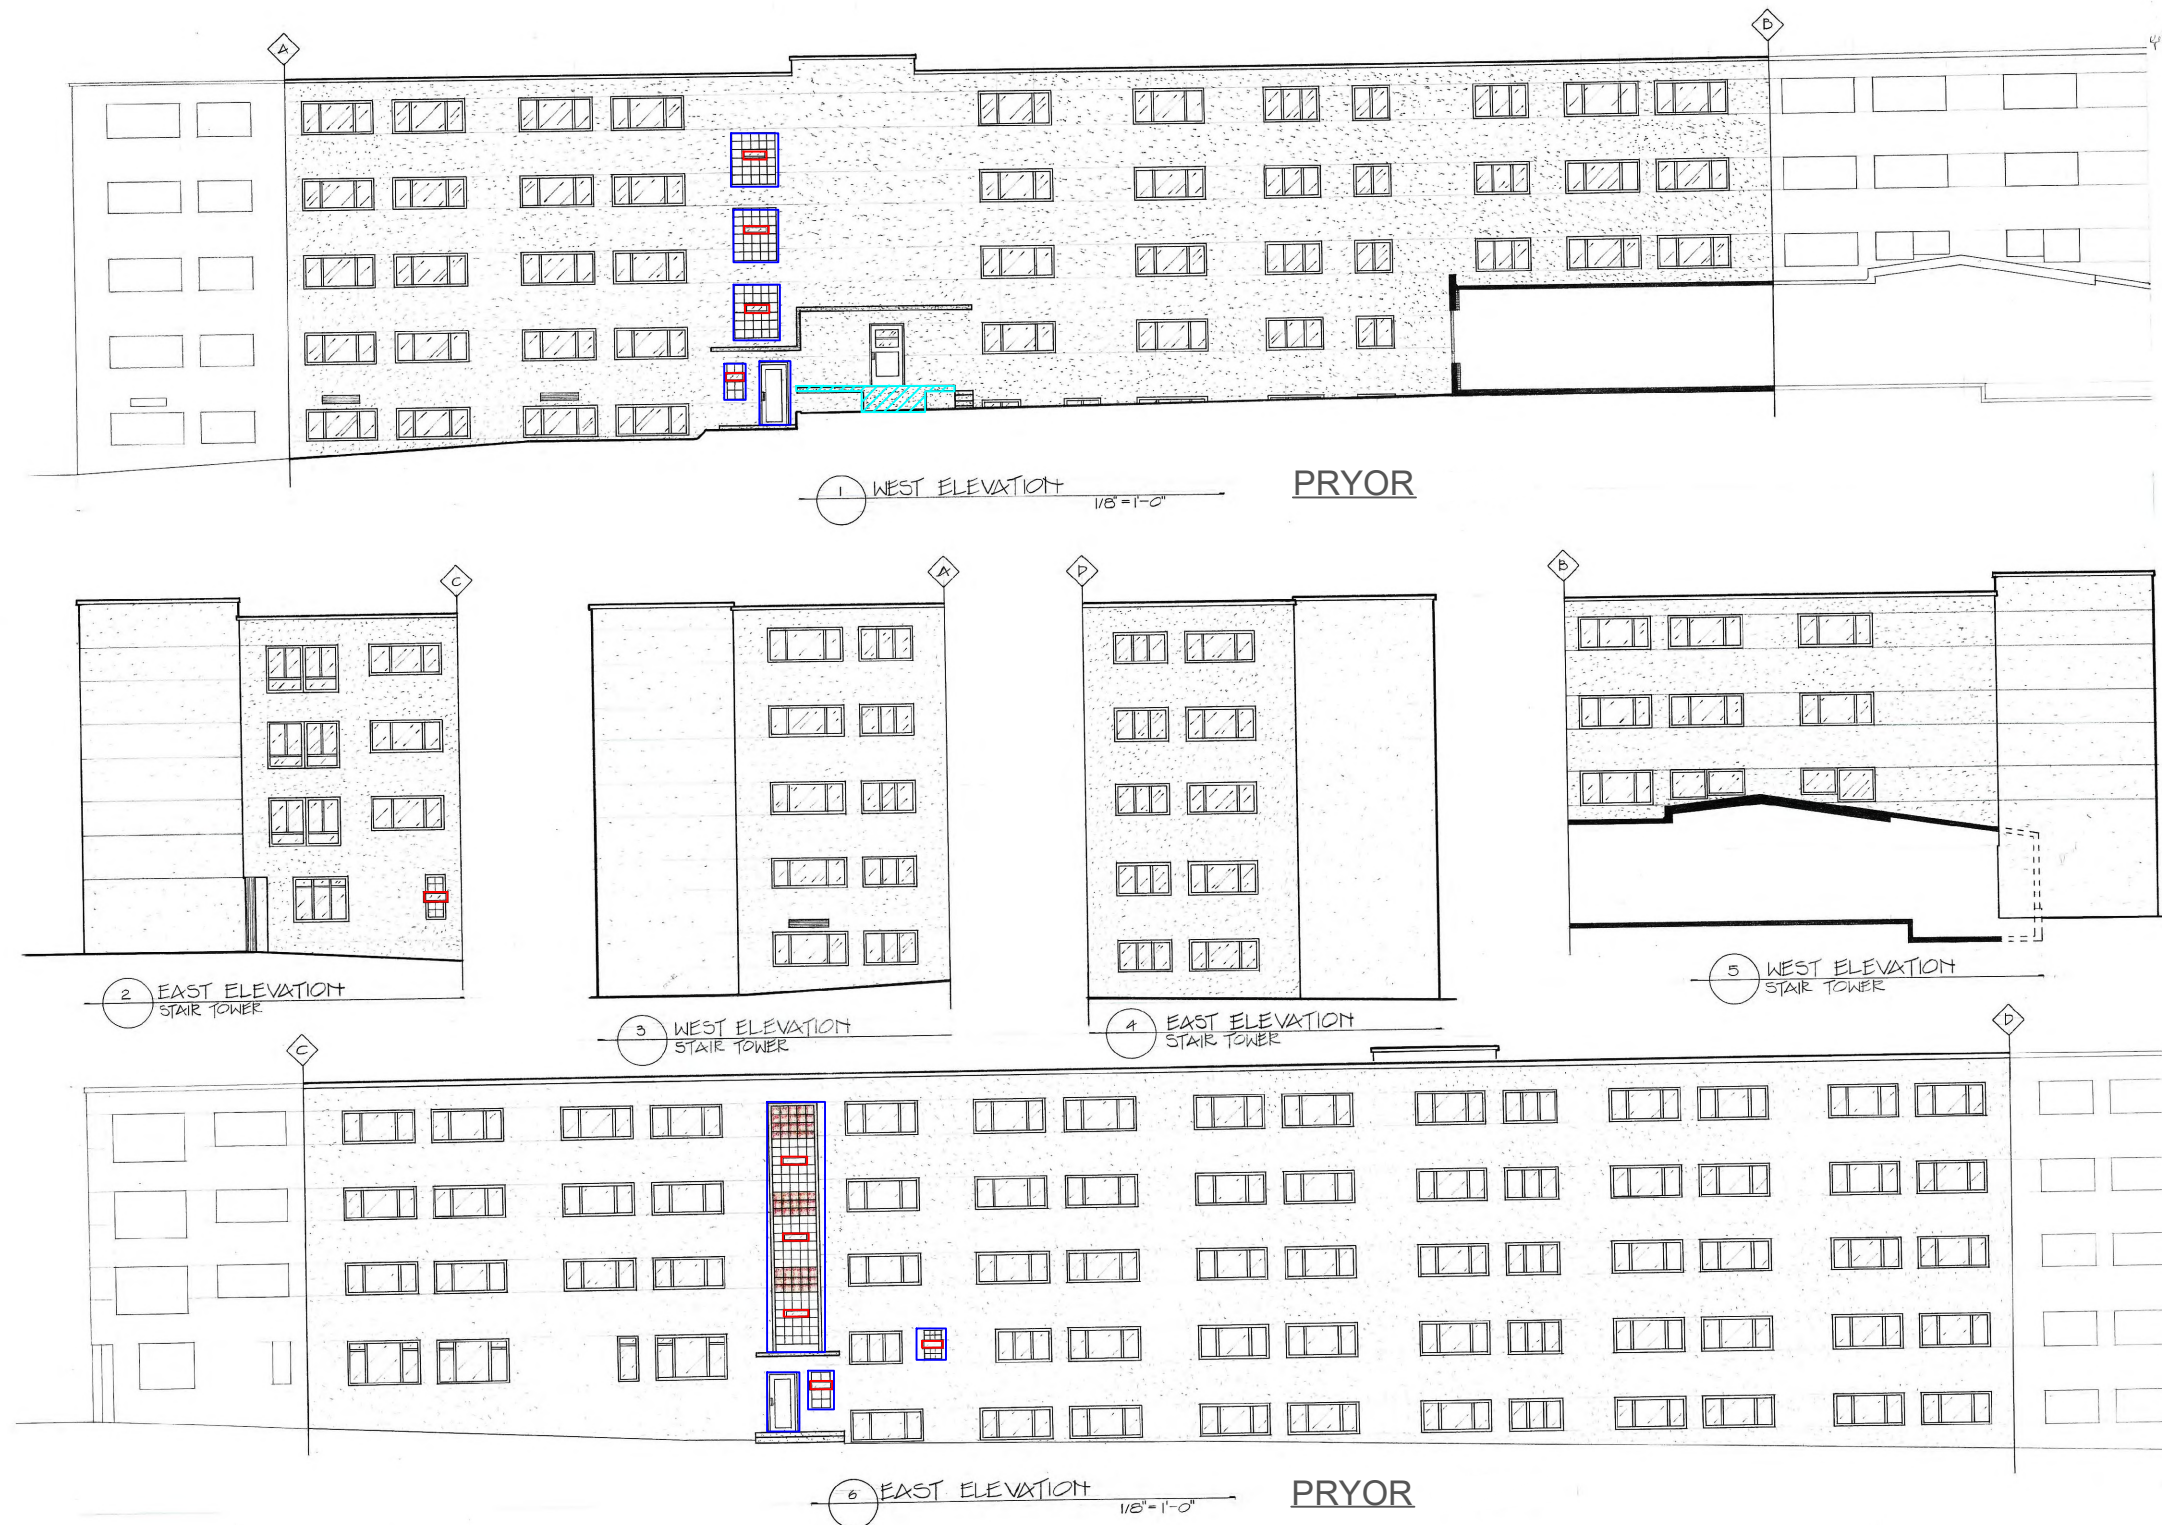 A
B
1 WEST ELEVATION
1/8"=1'-0"
PRYOR
C
A
D
B
2 EAST ELEVATION
STAIR TOWER
3 WEST ELEVATION
STAIR TOWER
4 EAST ELEVATION
STAIR TOWER
5 WEST ELEVATION
STAIR TOWER
C
D
6 EAST ELEVATION
1/8"=1'-0"
PRYOR